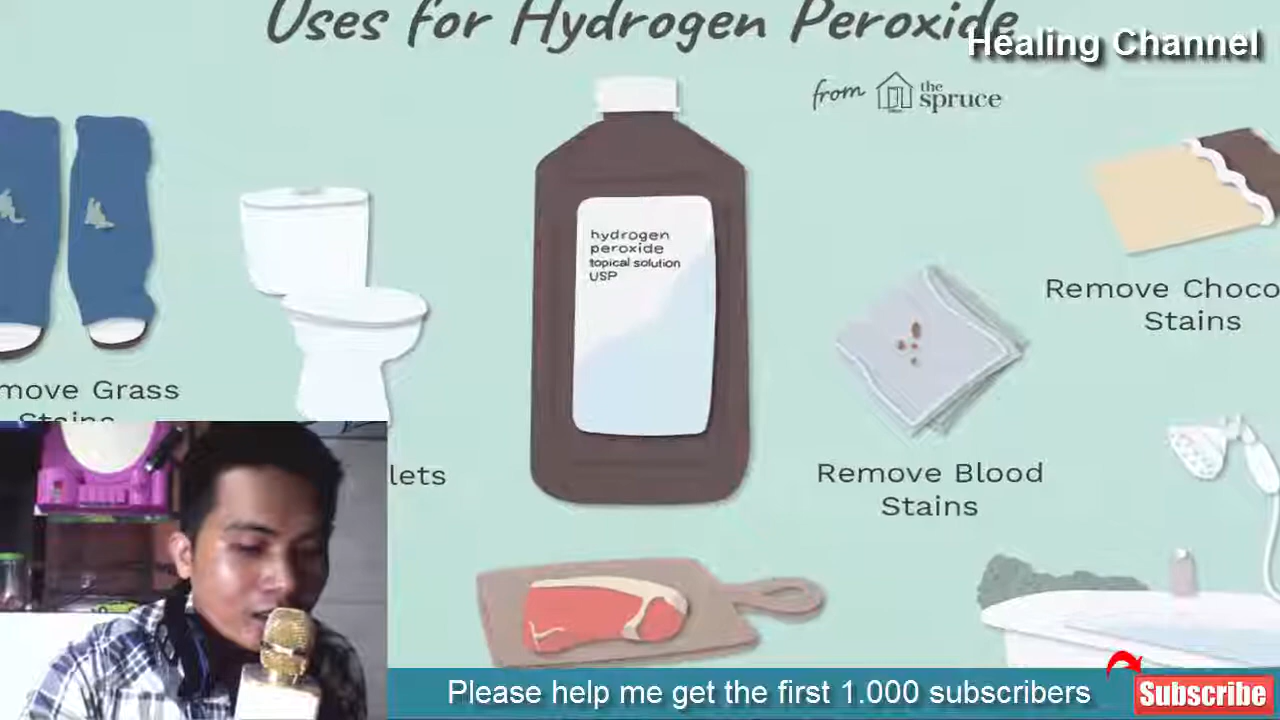 Uses for Hydrogen Peroxide
Healing Channel
from the spruce
hydrogen
peroxide
topical solution
USP
Remove Choco
Stains
move Grass
Stains
lets
Remove Blood
Stains
Please help me get the first 1.000 subscribers
Subscribe